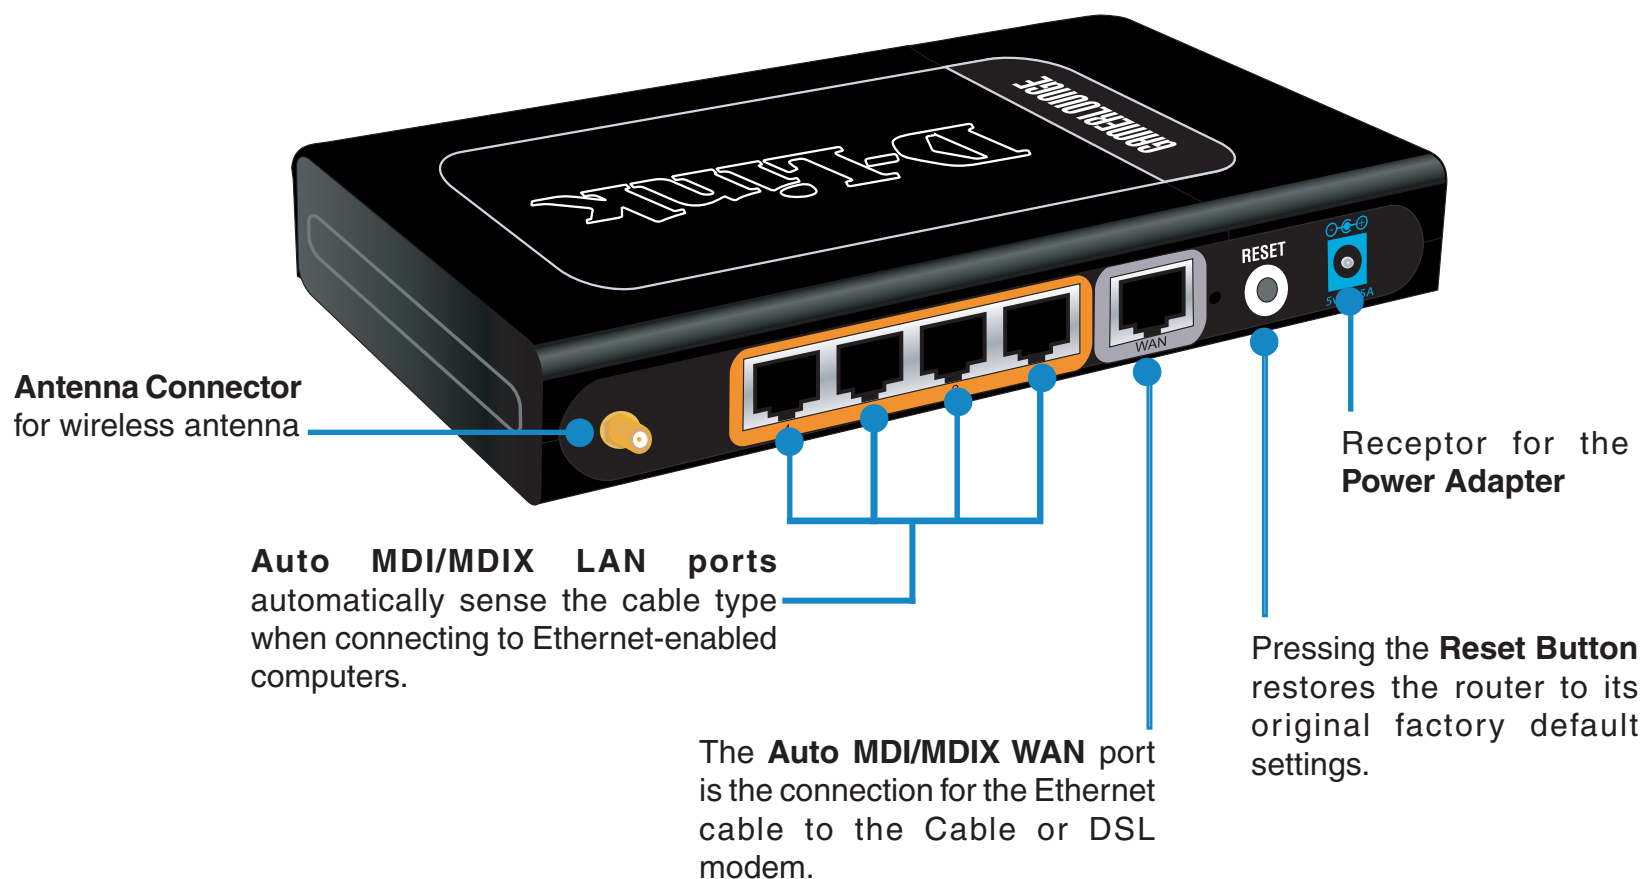 GAMERLOUNGE
D-Link
RESET
WAN
Antenna Connector
for wireless antenna
Receptor for the
Power Adapter
Auto MDI/MDIX LAN ports
automatically sense the cable type
when connecting to Ethernet-enabled
computers.
Pressing the Reset Button
restores the router to its
original factory default
settings.
The Auto MDI/MDIX WAN port
is the connection for the Ethernet
cable to the Cable or DSL
modem.